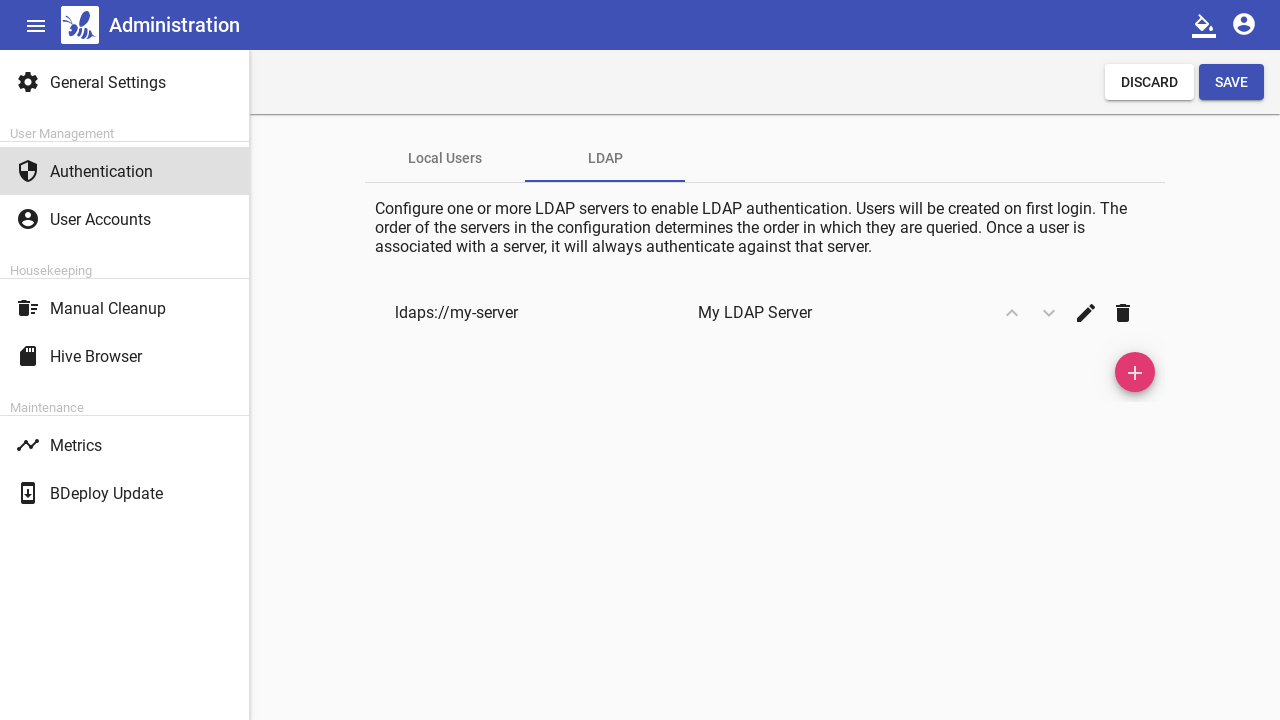 Administration
General Settings
User Management
Authentication
User Accounts
Housekeeping
Manual Cleanup
Hive Browser
Maintenance
Metrics
BDeploy Update
DISCARD
SAVE
Local Users
LDAP
Configure one or more LDAP servers to enable LDAP authentication. Users will be created on first login. The
order of the servers in the configuration determines the order in which they are queried. Once a user is
associated with a server, it will always authenticate against that server.
ldaps://my-server
My LDAP Server